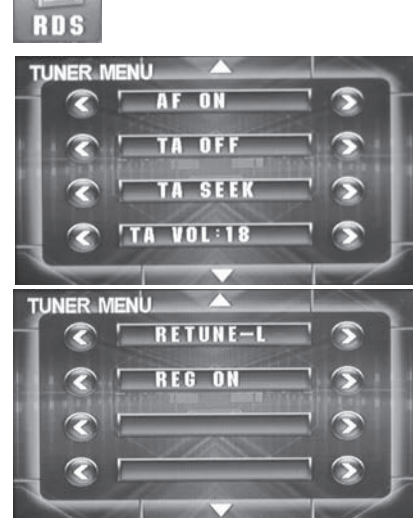 RDS
TUNER MENU
AF ON
TA OFF
TA SEEK
TA VOL:18
TUNER MENU
RETUNE-L
REG ON